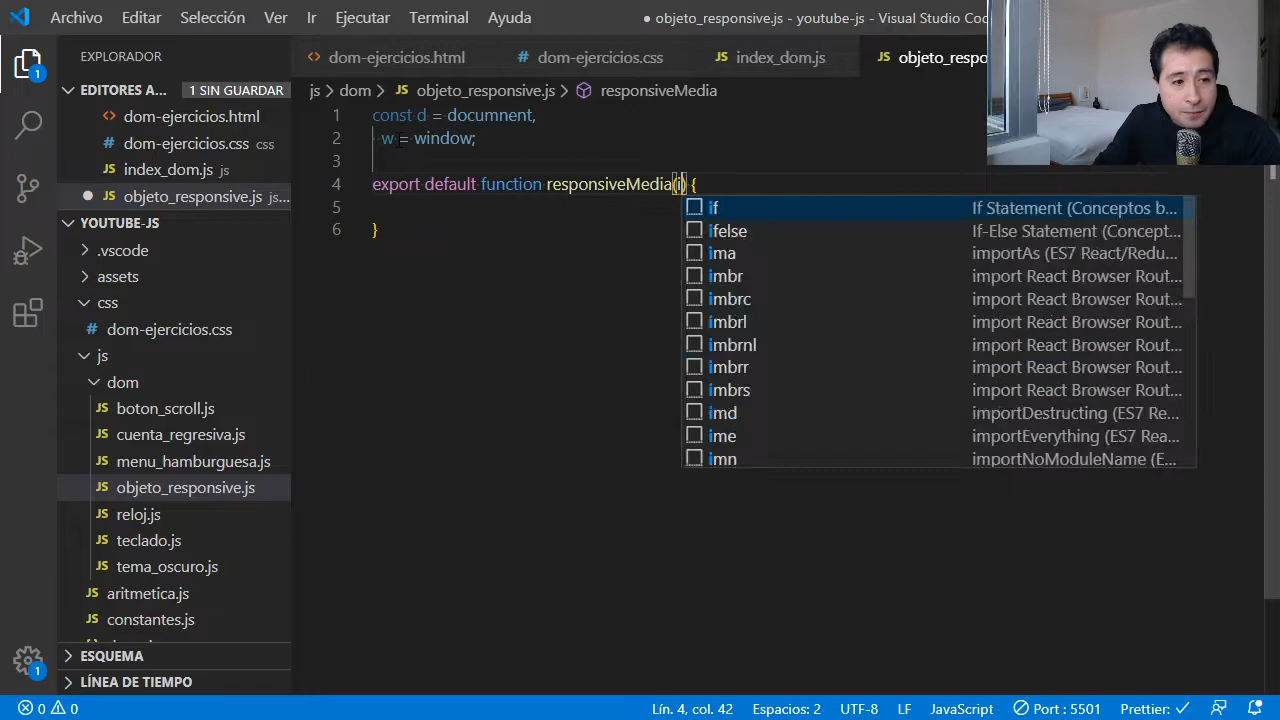 Archivo Editar Selección Ver Ir Ejecutar Terminal Ayuda ● objeto_responsive.js - youtube-js - Visual Studio Cod
EXPLORADOR
dom-ejercicios.html dom-ejercicios.css index_dom.js objeto_respo
EDITORES A... 1 SIN GUARDAR
js > dom > JS objeto_responsive.js > responsiveMedia
dom-ejercicios.html
dom-ejercicios.css css
index_dom.js js
objeto_responsive.js js...
YOUTUBE-JS
.vscode
assets
css
dom-ejercicios.css
js
dom
boton_scroll.js
cuenta_regresiva.js
menu_hamburguesa.js
objeto_responsive.js
reloj.js
teclado.js
tema_oscuro.js
aritmetica.js
constantes.js
ESQUEMA
LÍNEA DE TIEMPO
1 const d = documnent,
2 w = window;
3
4 export default function responsiveMedia(i) {
5
6 }
if If Statement (Conceptos b...
ifelse If-Else Statement (Concept...
ima importAs (ES7 React/Redu...
imbr import React Browser Rout...
imbrc import React Browser Rout...
imbrl import React Browser Rout...
imbrnl import React Browser Rout...
imbrr import React Browser Rout...
imbrs import React Browser Rout...
imd importDestructing (ES7 Re...
ime importEverything (ES7 Rea...
imn importNoModuleName (E...
0 0 Lín. 4, col. 42 Espacios: 2 UTF-8 LF JavaScript Port : 5501 Prettier: ✓